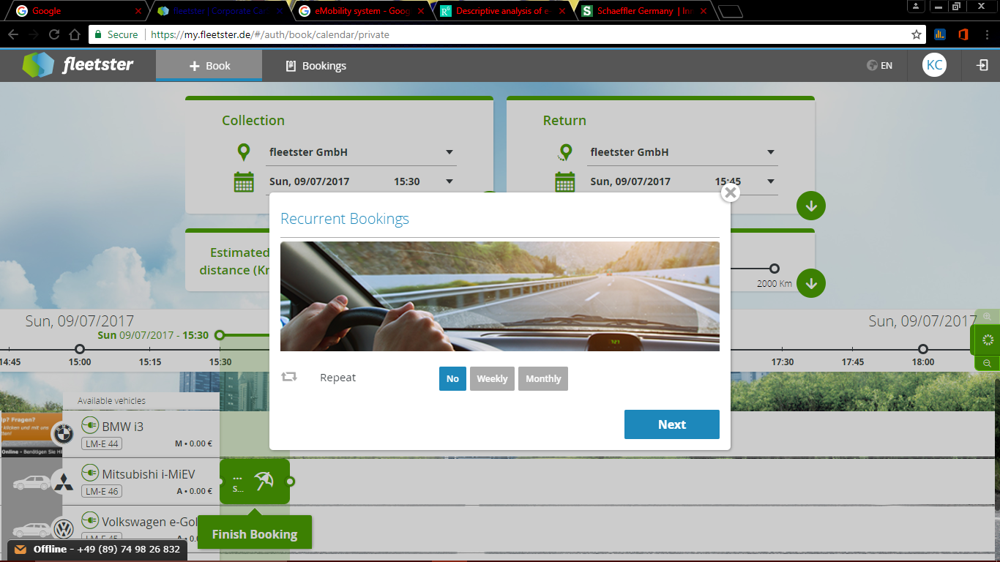 Google
fleetster | Corporate Car
eMobility system - Goog
Descriptive analysis of e
Schaeffler Germany | Inn
Secure
https://my.fleetster.de/#/auth/book/calendar/private
fleetster
+ Book
Bookings
EN
KC
Collection
fleetster GmbH
Sun, 09/07/2017 15:30
Return
fleetster GmbH
Sun, 09/07/2017 15:45
Estimated
distance (Kr
2000 Km
Recurrent Bookings
Repeat
No
Weekly
Monthly
Next
Sun, 09/07/2017
Sun, 09/07/2017
Sun 09/07/2017 - 15:30
14:45
15:00
15:15
15:30
17:30
17:45
18:00
Available vehicles
lp? Fragen?
klicken und mit uns
Online - Benötigen Sie Hi
BMW i3
LM-E 44
M • 0.00 €
Mitsubishi i-MiEV
LM-E 46
A • 0.00 €
...
S...
Volkswagen e-Gol
LM-E 45
A • 0.0
Finish Booking
Offline - +49 (89) 74 98 26 832